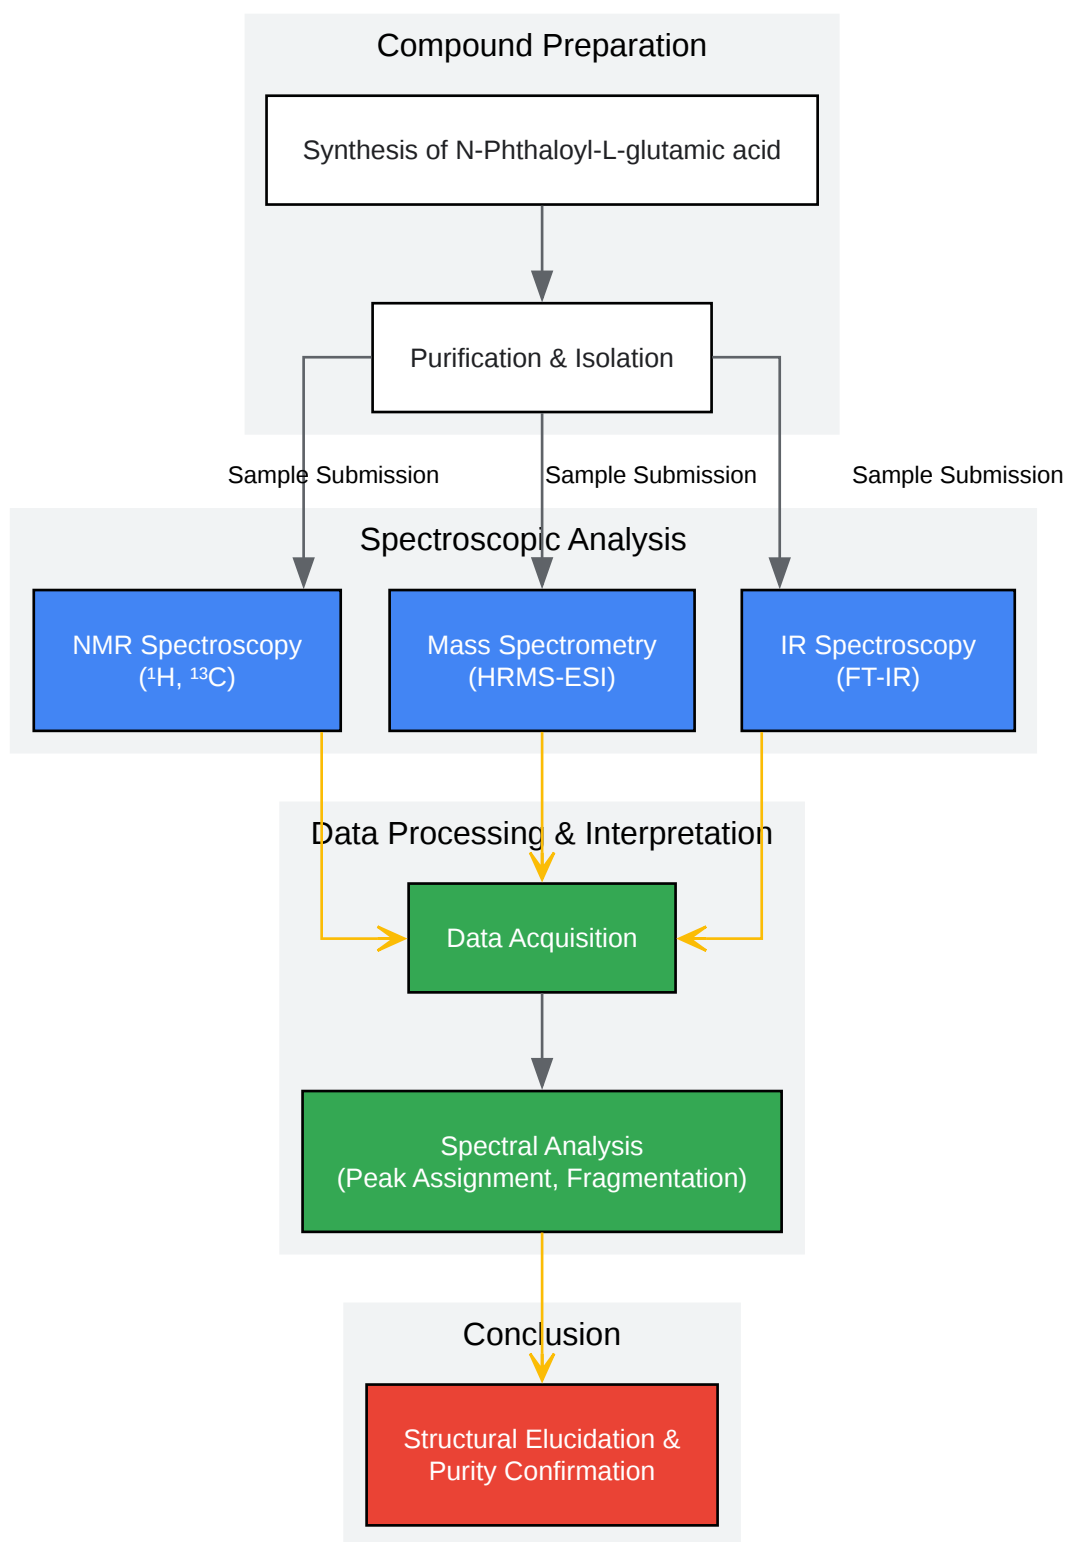 Compound Preparation
Synthesis of N-Phthaloyl-L-glutamic acid
Purification & Isolation
Sample Submission
Sample Submission
Sample Submission
Spectroscopic Analysis
NMR Spectroscopy
(¹H, ¹³C)
Mass Spectrometry
(HRMS-ESI)
IR Spectroscopy
(FT-IR)
Data Processing & Interpretation
Data Acquisition
Spectral Analysis
(Peak Assignment, Fragmentation)
Conclusion
Structural Elucidation &
Purity Confirmation